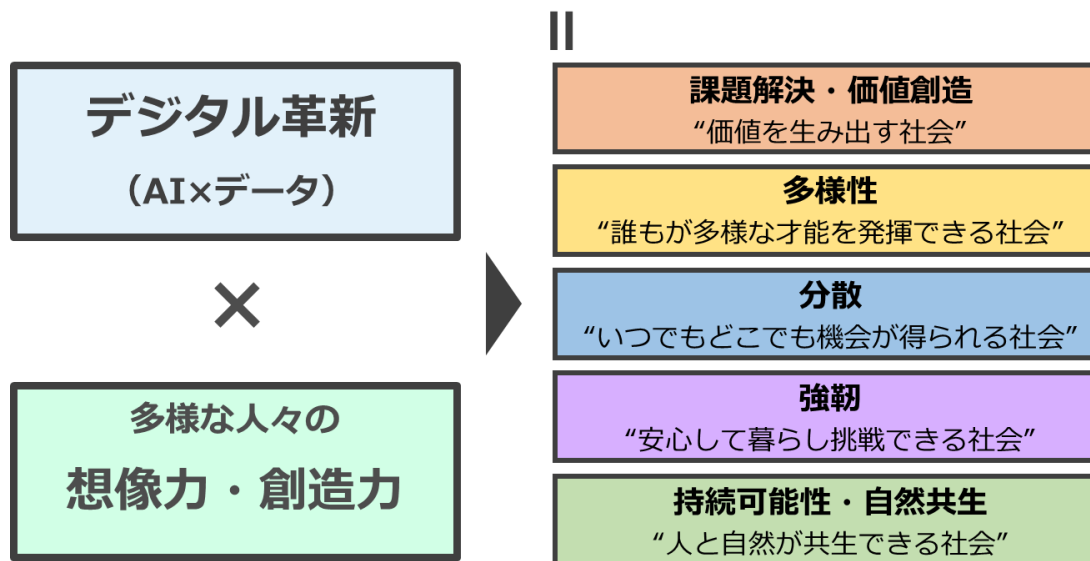 デジタル革新
（AI×データ）
×
多様な人々の
想像力・創造力
=
課題解決・価値創造
“価値を生み出す社会”
多様性
“誰もが多様な才能を発揮できる社会”
分散
“いつでもどこでも機会が得られる社会”
強靭
“安心して暮らし挑戦できる社会”
持続可能性・自然共生
“人と自然が共生できる社会”